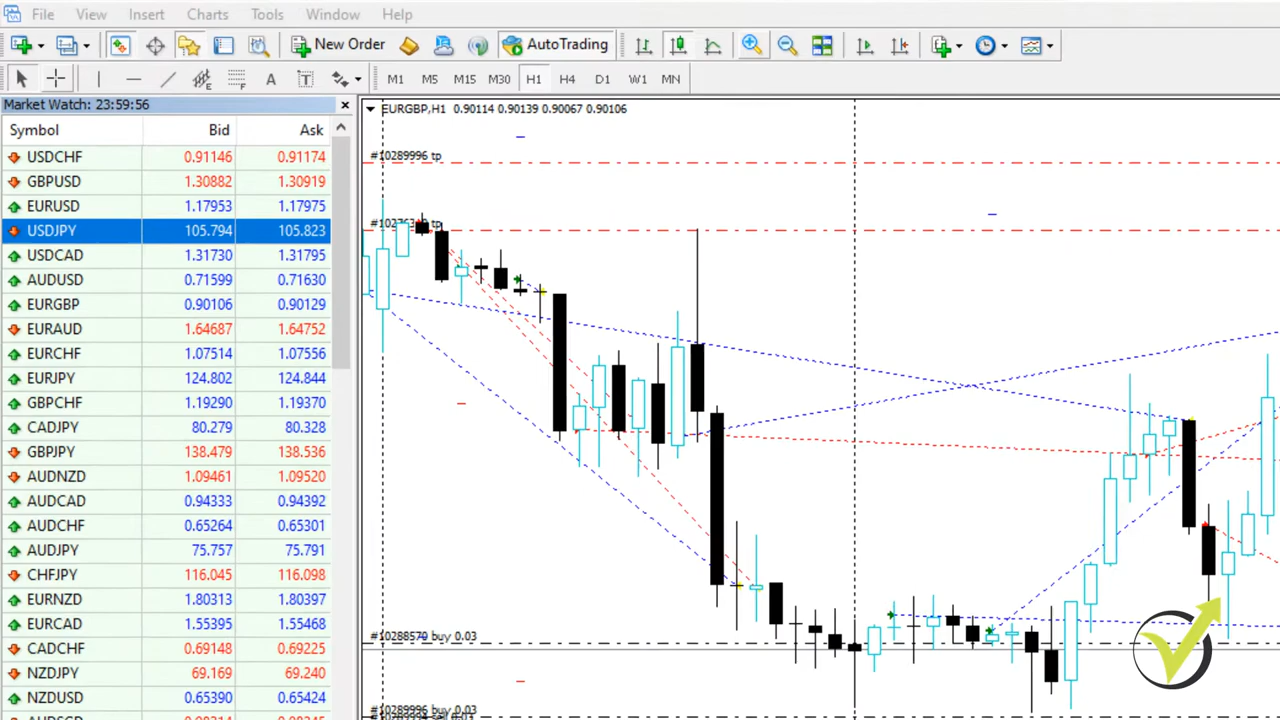 File View Insert Charts Tools Window Help
New Order AutoTrading
A T M1 M5 M15 M30 H1 H4 D1 W1 MN
Market Watch: 23:59:56
Symbol Bid Ask
USDCHF 0.91146 0.91174
GBPUSD 1.30882 1.30919
EURUSD 1.17953 1.17975
USDJPY 105.794 105.823
USDCAD 1.31730 1.31795
AUDUSD 0.71599 0.71630
EURGBP 0.90106 0.90129
EURAUD 1.64687 1.64752
EURCHF 1.07514 1.07556
EURJPY 124.802 124.844
GBPCHF 1.19290 1.19370
CADJPY 80.279 80.328
GBPJPY 138.479 138.536
AUDNZD 1.09461 1.09520
AUDCAD 0.94333 0.94392
AUDCHF 0.65264 0.65301
AUDJPY 75.757 75.791
CHFJPY 116.045 116.098
EURNZD 1.80313 1.80397
EURCAD 1.55395 1.55468
CADCHF 0.69148 0.69225
NZDJPY 69.169 69.240
NZDUSD 0.65390 0.65424
EURGBP,H1 0.90114 0.90139 0.90067 0.90106
#10289996 tp
tp
#10288570 buy 0.03
#10289996 buy 0.03